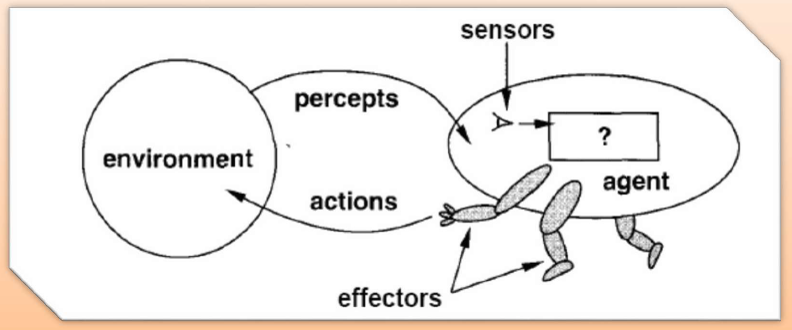 sensors
percepts
environment
?
agent
actions
effectors